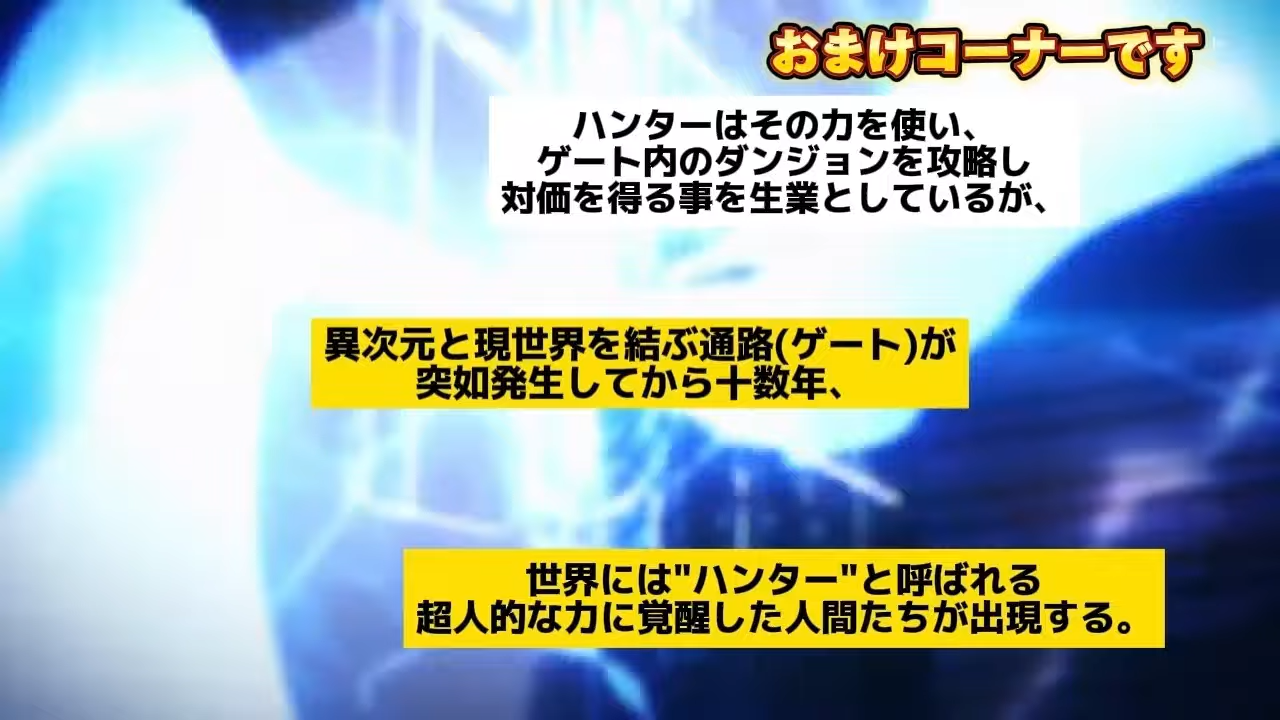 おまけコーナーです
ハンターはその力を使い、
ゲート内のダンジョンを攻略し
対価を得る事を生業としているが、
異次元と現世界を結ぶ通路(ゲート)が
突如発生してから十数年、
世界には"ハンター"と呼ばれる
超人的な力に覚醒した人間たちが出現する。